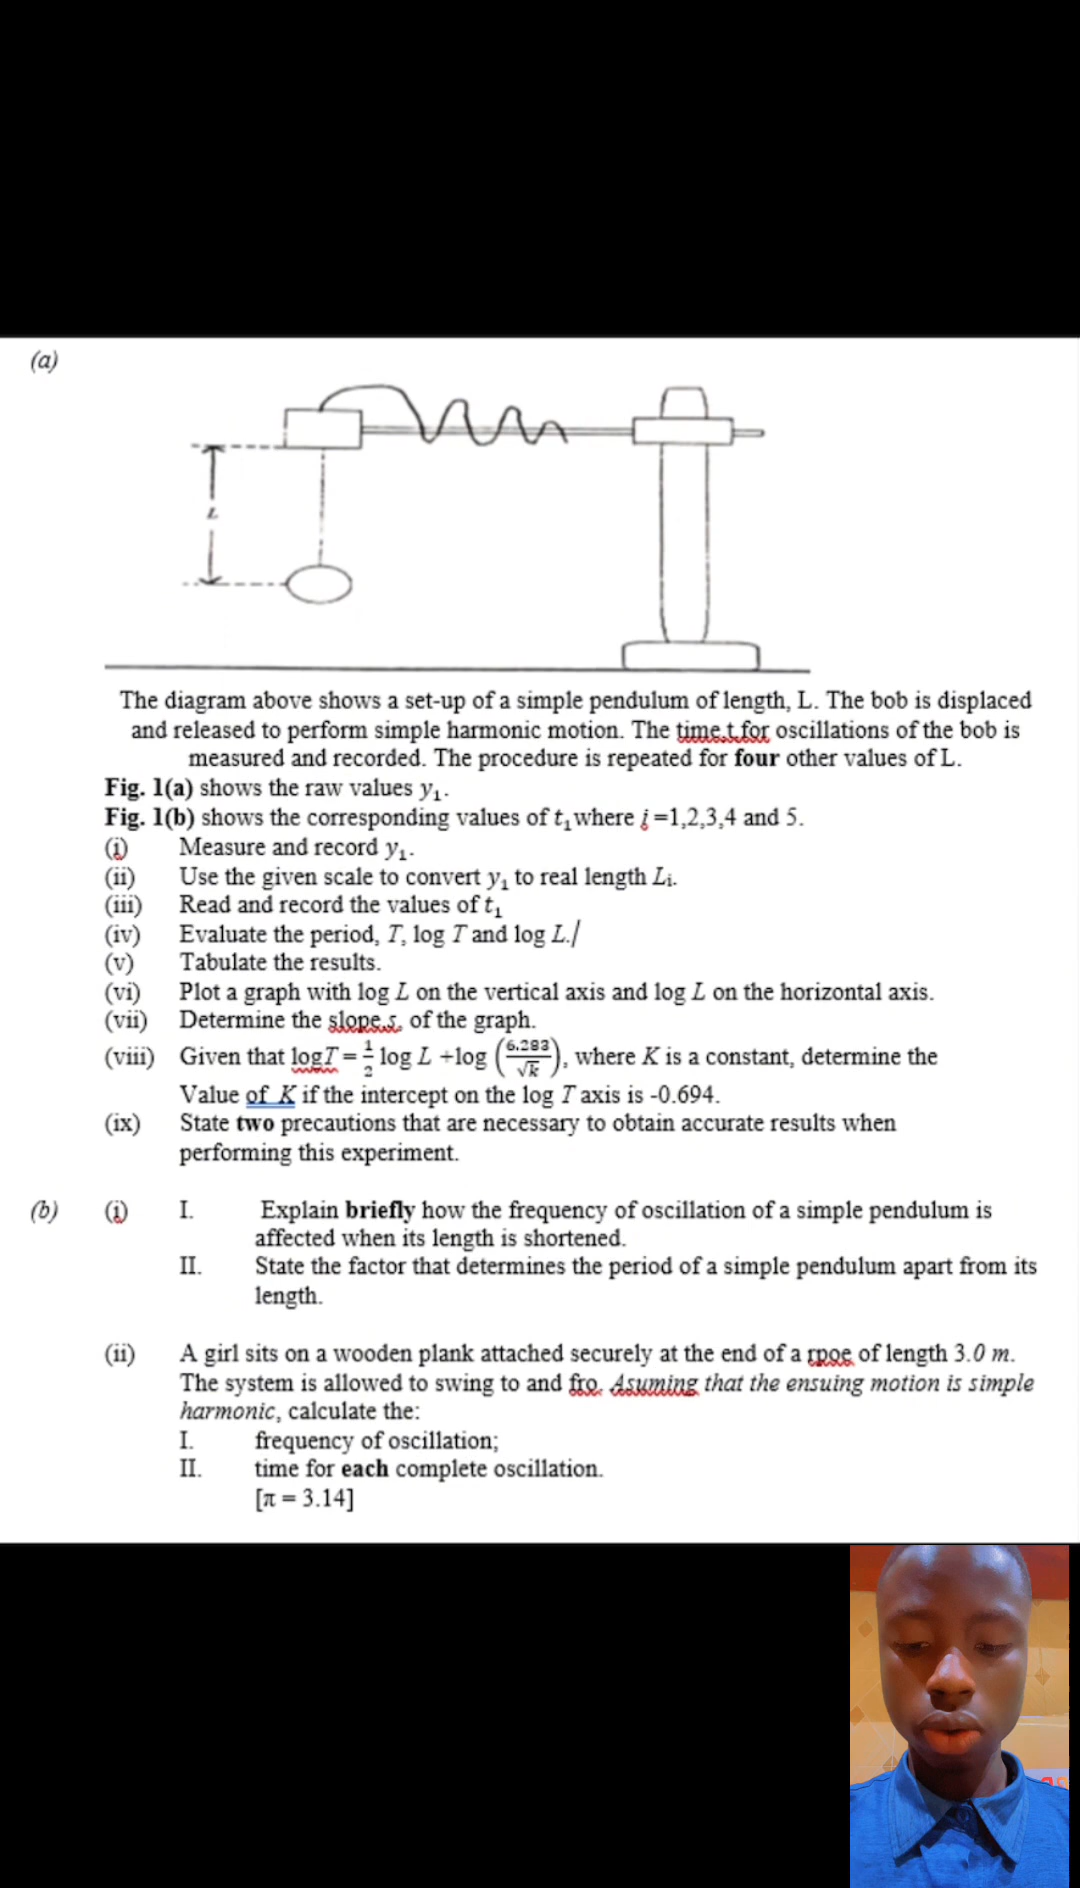 (a)
L
The diagram above shows a set-up of a simple pendulum of length, L. The bob is displaced
and released to perform simple harmonic motion. The time.t for oscillations of the bob is
measured and recorded. The procedure is repeated for four other values of L.
Fig. 1(a) shows the raw values y₁.
Fig. 1(b) shows the corresponding values of t₁ where i =1,2,3,4 and 5.
(i) Measure and record y₁.
(ii) Use the given scale to convert y₁ to real length Li.
(iii) Read and record the values of t₁
(iv) Evaluate the period, T, log T and log L./
(v) Tabulate the results.
(vi) Plot a graph with log L on the vertical axis and log L on the horizontal axis.
(vii) Determine the slope.s. of the graph.
(viii) Given that logT = ½ log L +log (6.283/√k), where K is a constant, determine the
Value of K if the intercept on the log T axis is -0.694.
(ix) State two precautions that are necessary to obtain accurate results when
performing this experiment.
(b) (i) I. Explain briefly how the frequency of oscillation of a simple pendulum is
affected when its length is shortened.
II. State the factor that determines the period of a simple pendulum apart from its
length.
(ii) A girl sits on a wooden plank attached securely at the end of a rpoe of length 3.0 m.
The system is allowed to swing to and fro. Asuming that the ensuing motion is simple
harmonic, calculate the:
I. frequency of oscillation;
II. time for each complete oscillation.
[π = 3.14]